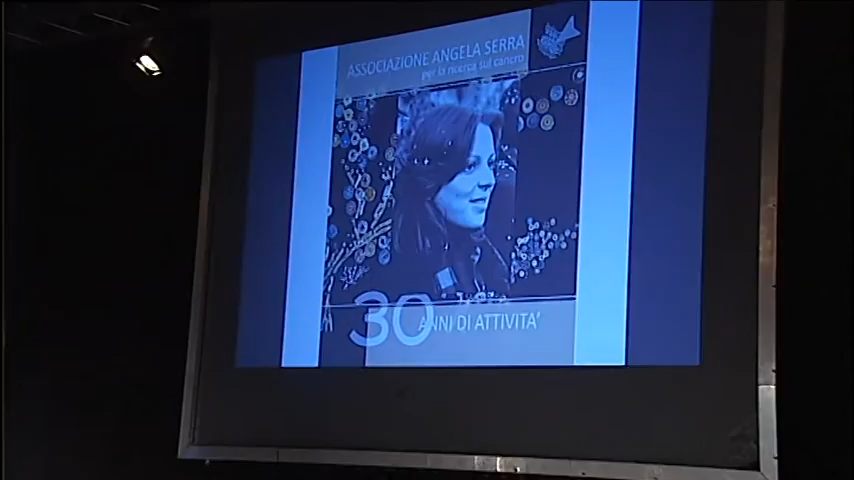 ASSOCIAZIONE ANGELA SERRA
per la ricerca sul cancro
30 ANNI DI ATTIVITA'